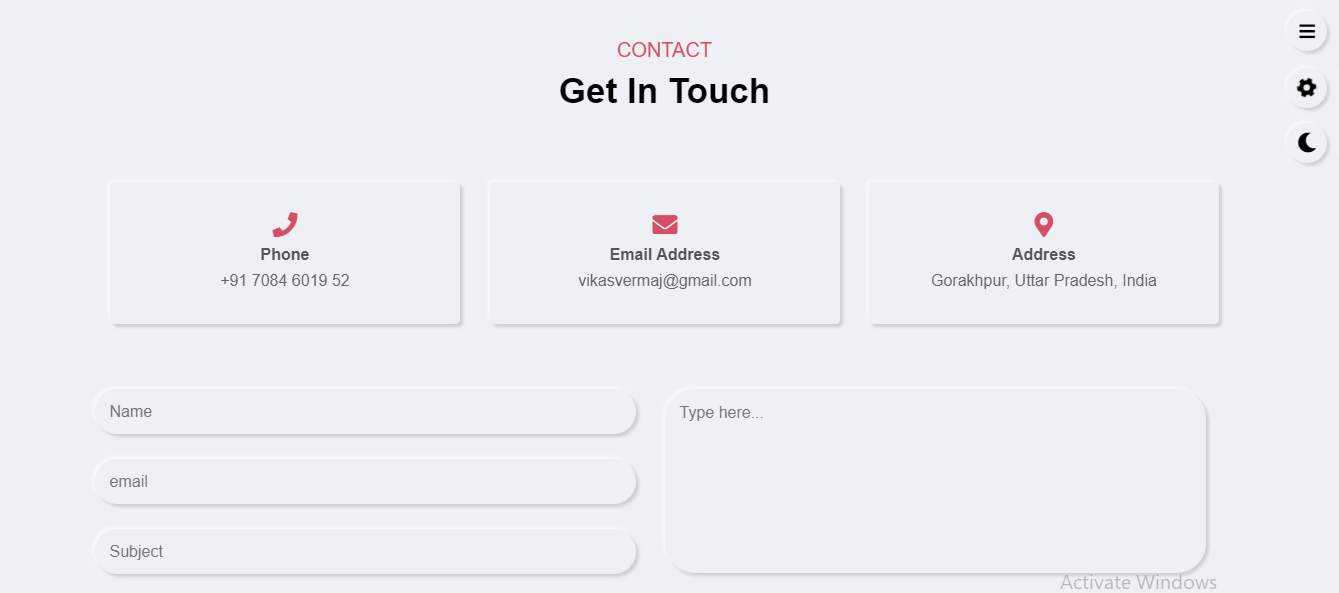 CONTACT
Get In Touch
Phone
+91 7084 6019 52
Email Address
vikasvermaj@gmail.com
Address
Gorakhpur, Uttar Pradesh, India
Name
email
Subject
Type here...
Activate Windows